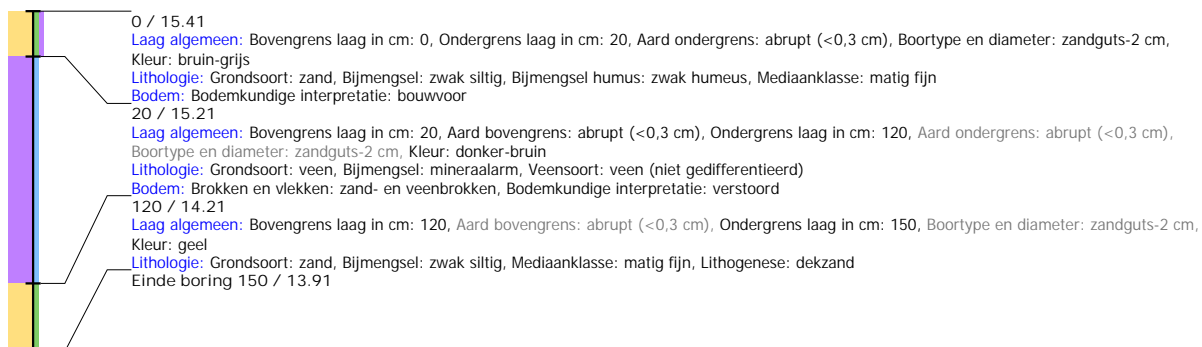 0 / 15.41
Laag algemeen: Bovengrens laag in cm: 0, Ondergrens laag in cm: 20, Aard ondergrens: abrupt (<0,3 cm), Boortype en diameter: zandguts-2 cm,
Kleur: bruin-grijs
Lithologie: Grondsoort: zand, Bijmengsel: zwak siltig, Bijmengsel humus: zwak humeus, Mediaanklasse: matig fijn
Bodem: Bodemkundige interpretatie: bouwvoor
20 / 15.21
Laag algemeen: Bovengrens laag in cm: 20, Aard bovengrens: abrupt (<0,3 cm), Ondergrens laag in cm: 120, Aard ondergrens: abrupt (<0,3 cm),
Boortype en diameter: zandguts-2 cm, Kleur: donker-bruin
Lithologie: Grondsoort: veen, Bijmengsel: mineraalarm, Veensoort: veen (niet gedifferentieerd)
Bodem: Brokken en vlekken: zand- en veenbrokken, Bodemkundige interpretatie: verstoord
120 / 14.21
Laag algemeen: Bovengrens laag in cm: 120, Aard bovengrens: abrupt (<0,3 cm), Ondergrens laag in cm: 150, Boortype en diameter: zandguts-2 cm,
Kleur: geel
Lithologie: Grondsoort: zand, Bijmengsel: zwak siltig, Mediaanklasse: matig fijn, Lithogenese: dekzand
Einde boring 150 / 13.91